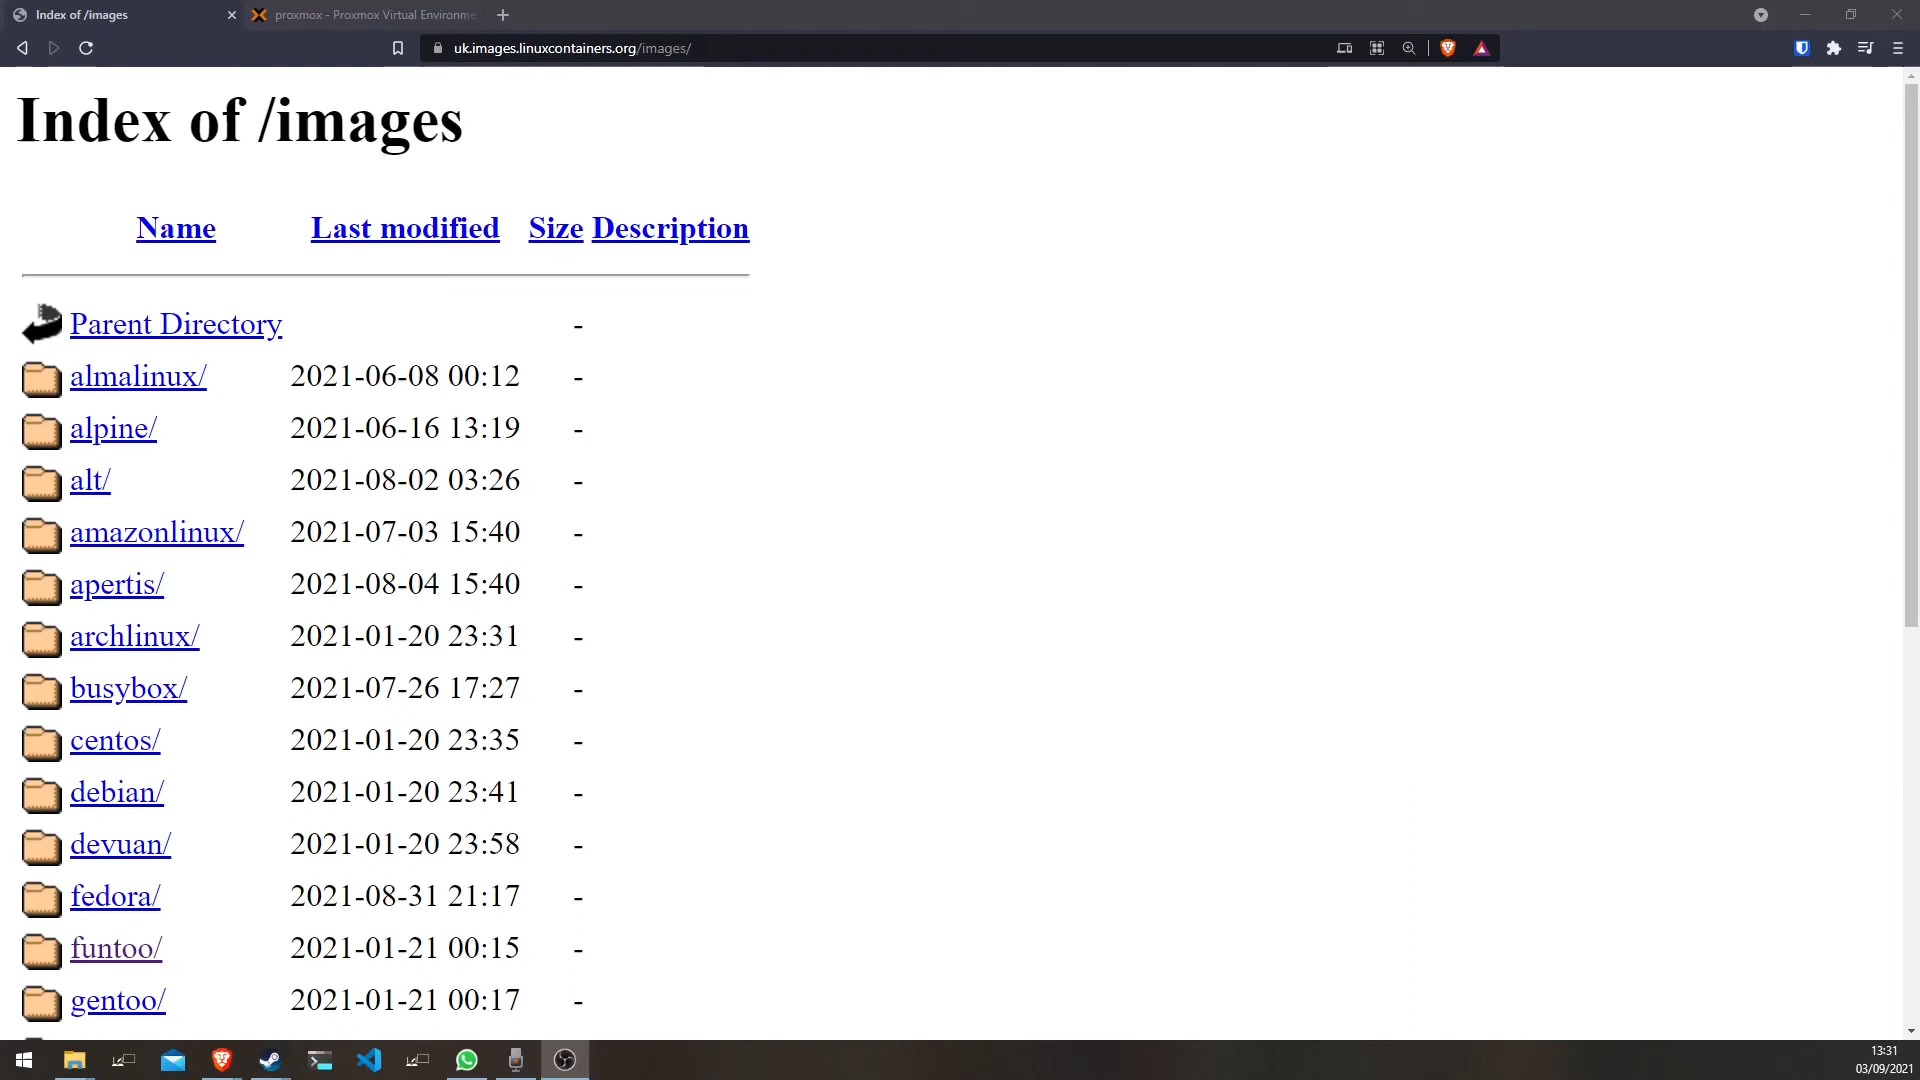 Index of /images
proxmox - Proxmox Virtual Environme
uk.images.linuxcontainers.org/images/
Index of /images
Name Last modified Size Description
Parent Directory -
almalinux/ 2021-06-08 00:12 -
alpine/ 2021-06-16 13:19 -
alt/ 2021-08-02 03:26 -
amazonlinux/ 2021-07-03 15:40 -
apertis/ 2021-08-04 15:40 -
archlinux/ 2021-01-20 23:31 -
busybox/ 2021-07-26 17:27 -
centos/ 2021-01-20 23:35 -
debian/ 2021-01-20 23:41 -
devuan/ 2021-01-20 23:58 -
fedora/ 2021-08-31 21:17 -
funtoo/ 2021-01-21 00:15 -
gentoo/ 2021-01-21 00:17 -
13:31
03/09/2021